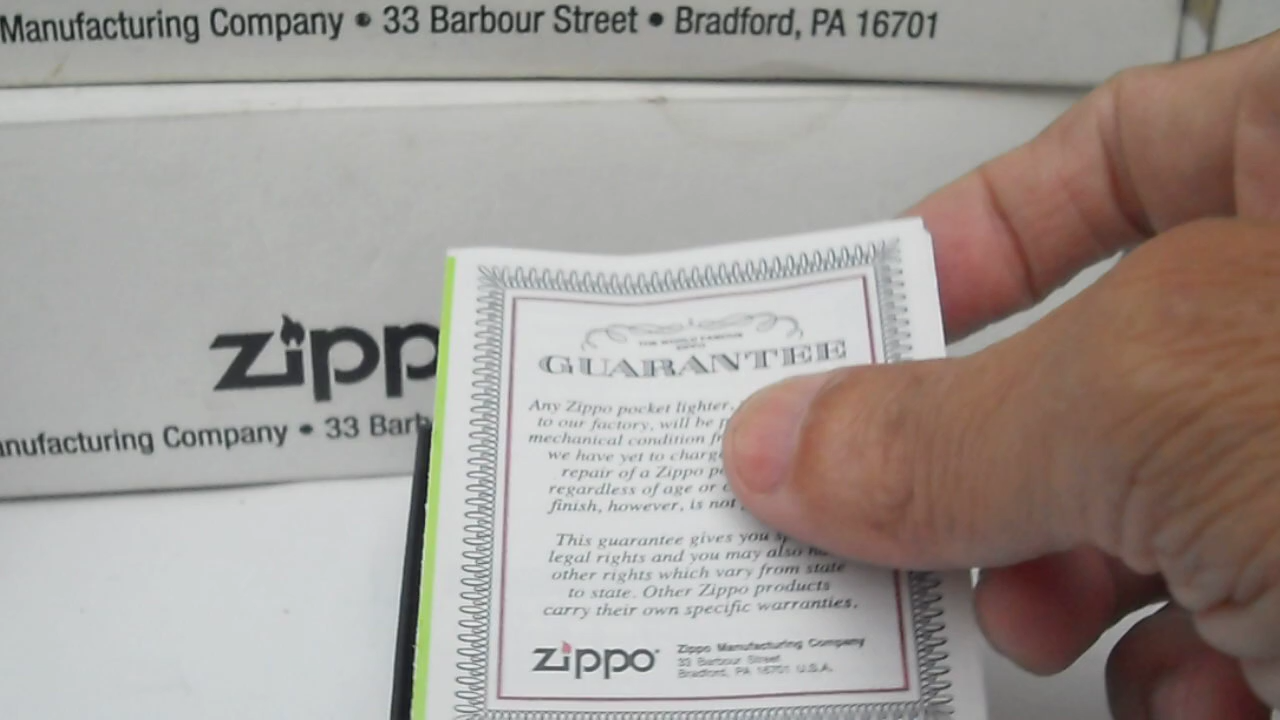 Manufacturing Company • 33 Barbour Street • Bradford, PA 16701
zipp
anufacturing Company • 33 Barb
THE WORLD FAMOUS
GUARANTEE
Any Zippo pocket lighter,
to our factory, will be
mechanical condition
we have yet to charge
repair of a Zippo
regardless of age or
finish, however, is not
This guarantee gives you
legal rights and you may also
other rights which vary from state
to state. Other Zippo products
carry their own specific warranties.
zippo
Zippo Manufacturing Company
33 Barbour Street
Bradford, PA 16701 U.S.A.